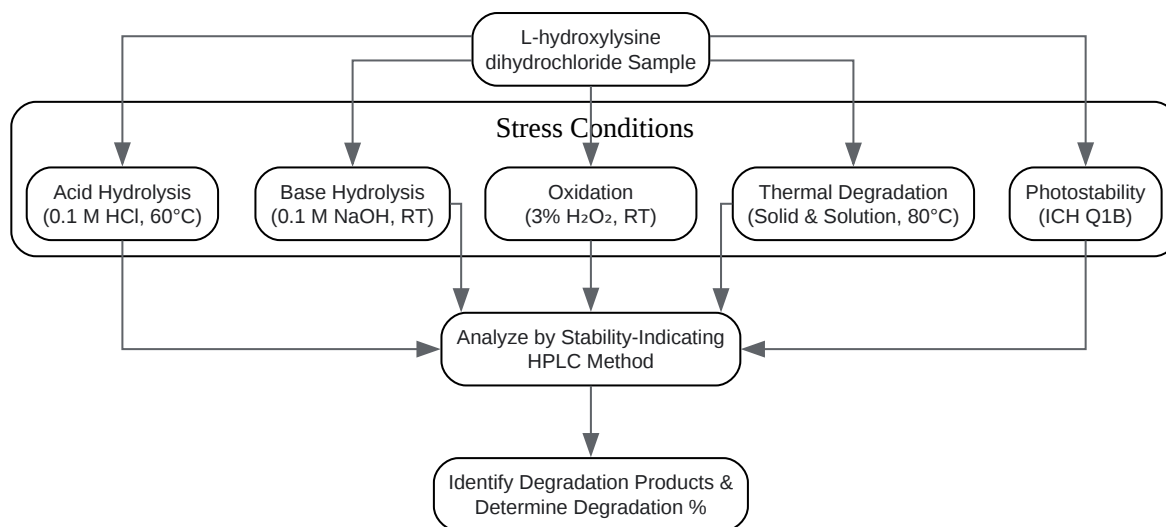 L-hydroxylysine
dihydrochloride Sample
Stress Conditions
Acid Hydrolysis
(0.1 M HCl, 60°C)
Base Hydrolysis
(0.1 M NaOH, RT)
Oxidation
(3% H₂O₂, RT)
Thermal Degradation
(Solid & Solution, 80°C)
Photostability
(ICH Q1B)
Analyze by Stability-Indicating
HPLC Method
Identify Degradation Products &
Determine Degradation %